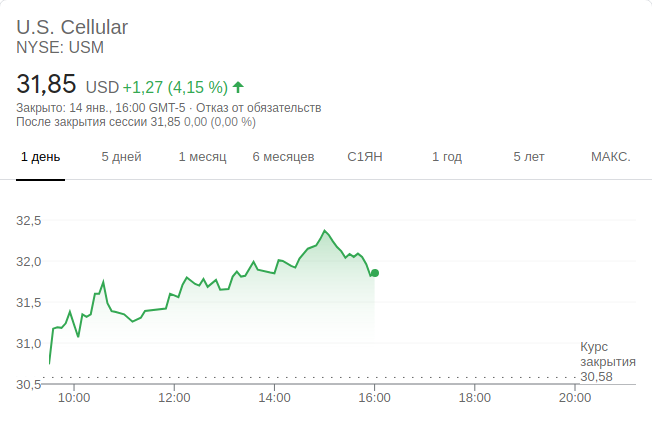 U.S. Cellular
NYSE: USM
31,85 USD +1,27 (4,15 %)
Закрыто: 14 янв., 16:00 GMT-5 · Отказ от обязательств
После закрытия сессии 31,85 0,00 (0,00 %)
1 день 5 дней 1 месяц 6 месяцев С1ЯН 1 год 5 лет МАКС.
32,5
32,0
31,5
31,0
Курс
закрытия
30,58
30,5
10:00 12:00 14:00 16:00 18:00 20:00